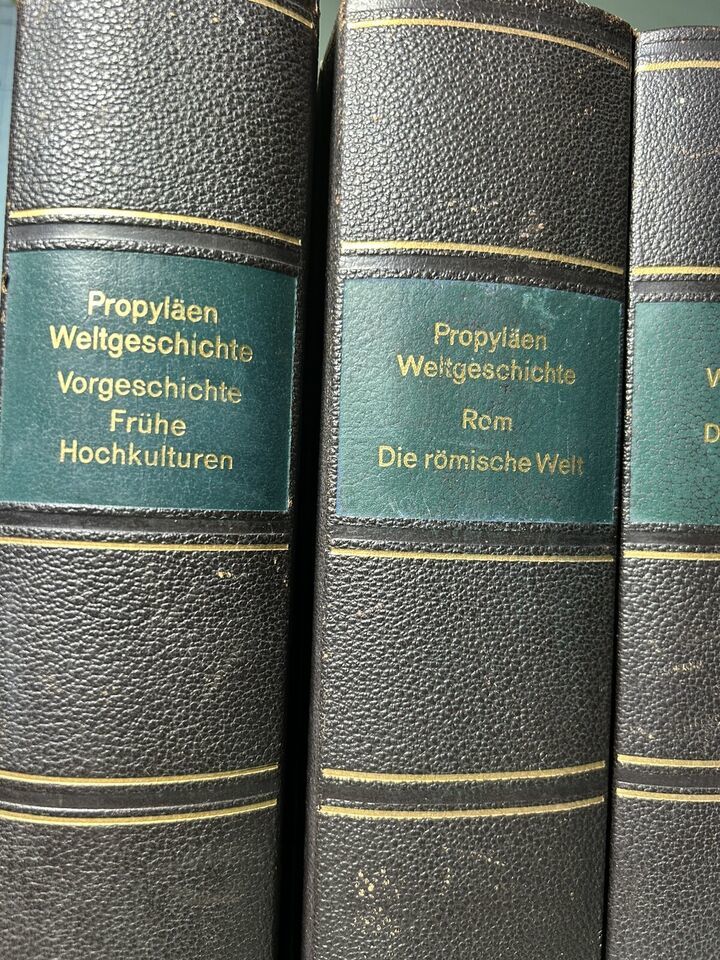 Propyläen
Weltgeschichte
Vorgeschichte
Frühe
Hochkulturen
Propyläen
Weltgeschichte
Rom
Die römische Welt